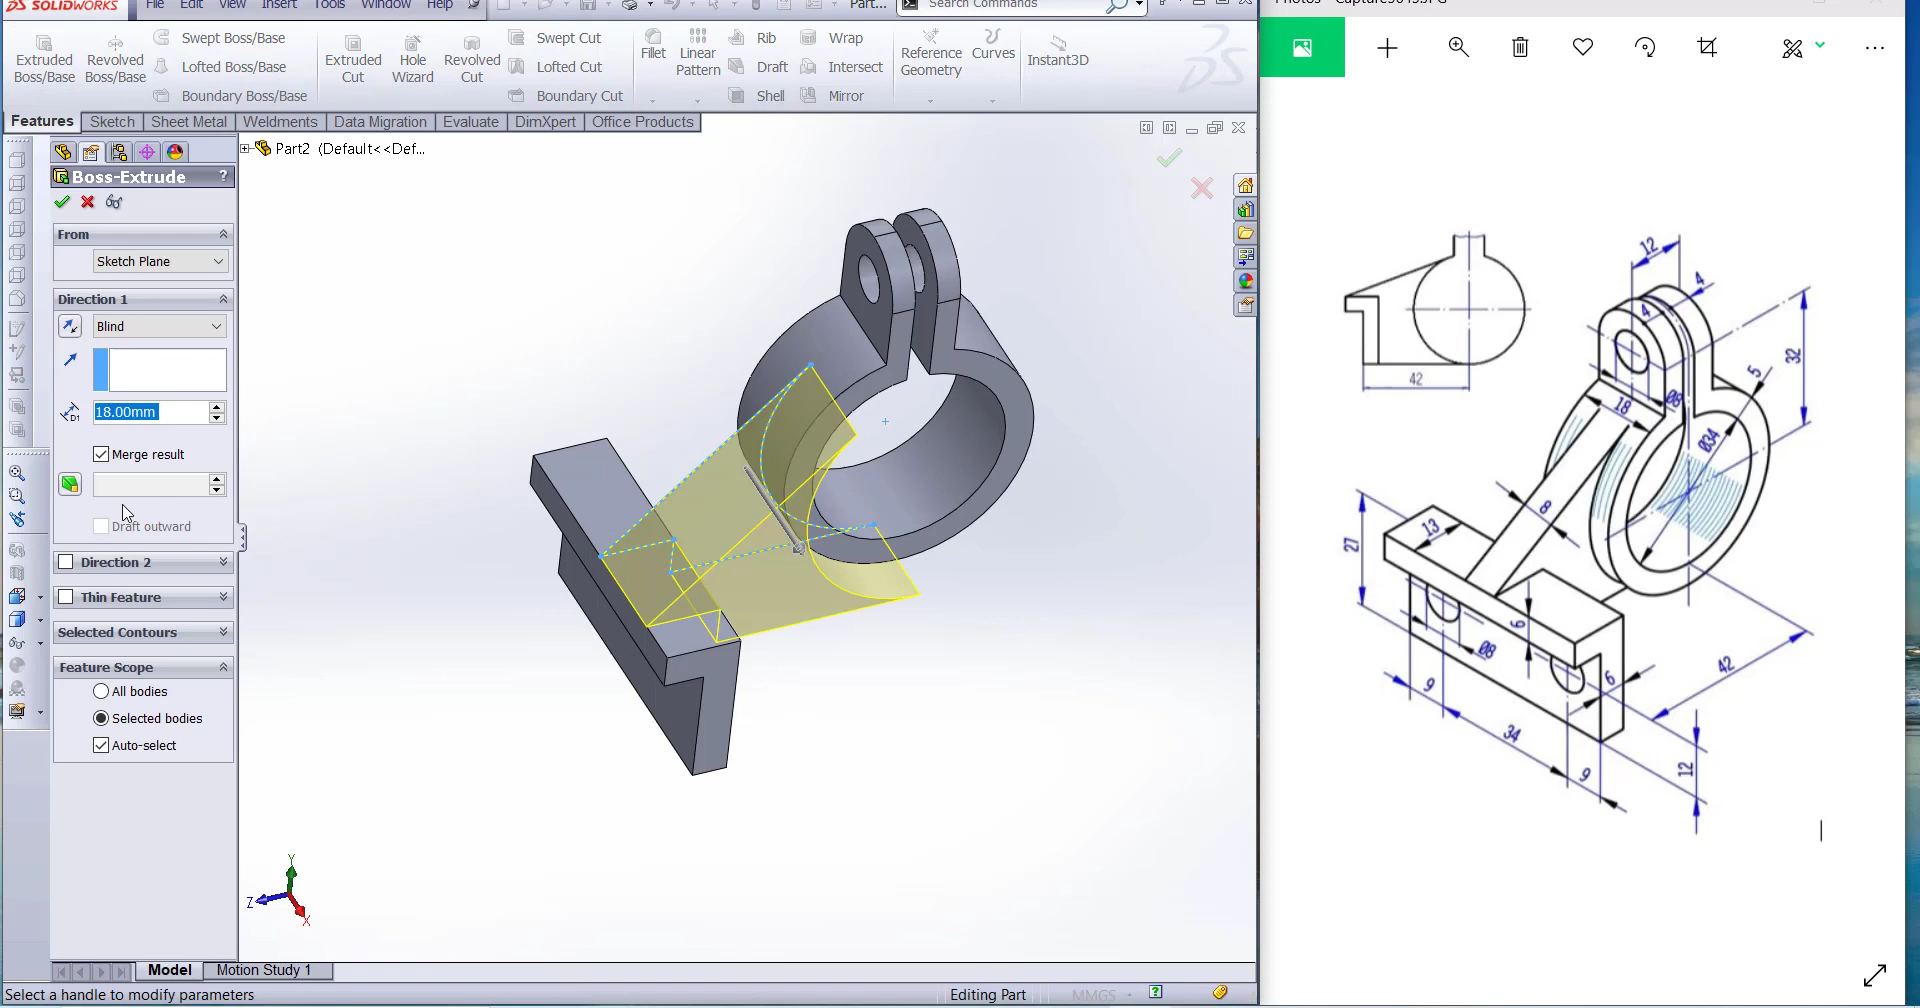 SOLIDWORKS File Edit View Insert Tools Window Help Part... Search Commands
Extruded Boss/Base
Revolved Boss/Base
Swept Boss/Base
Lofted Boss/Base
Boundary Boss/Base
Extruded Cut
Hole Wizard
Revolved Cut
Swept Cut
Lofted Cut
Boundary Cut
Fillet
Linear Pattern
Rib
Draft
Shell
Wrap
Intersect
Mirror
Reference Geometry
Curves
Instant3D
Features Sketch Sheet Metal Weldments Data Migration Evaluate DimXpert Office Products
Part2 (Default<<Def...
Boss-Extrude ?
From
Sketch Plane
Direction 1
Blind
D1
18.00mm
Merge result
Draft outward
Direction 2
Thin Feature
Selected Contours
Feature Scope
All bodies
Selected bodies
Auto-select
Y
Z
X
Model Motion Study 1
Select a handle to modify parameters
Editing Part
MMGS
42
12
4
4
32
5
Ø8
18
Ø34
8
13
27
6
Ø8
6
42
9
34
9
12